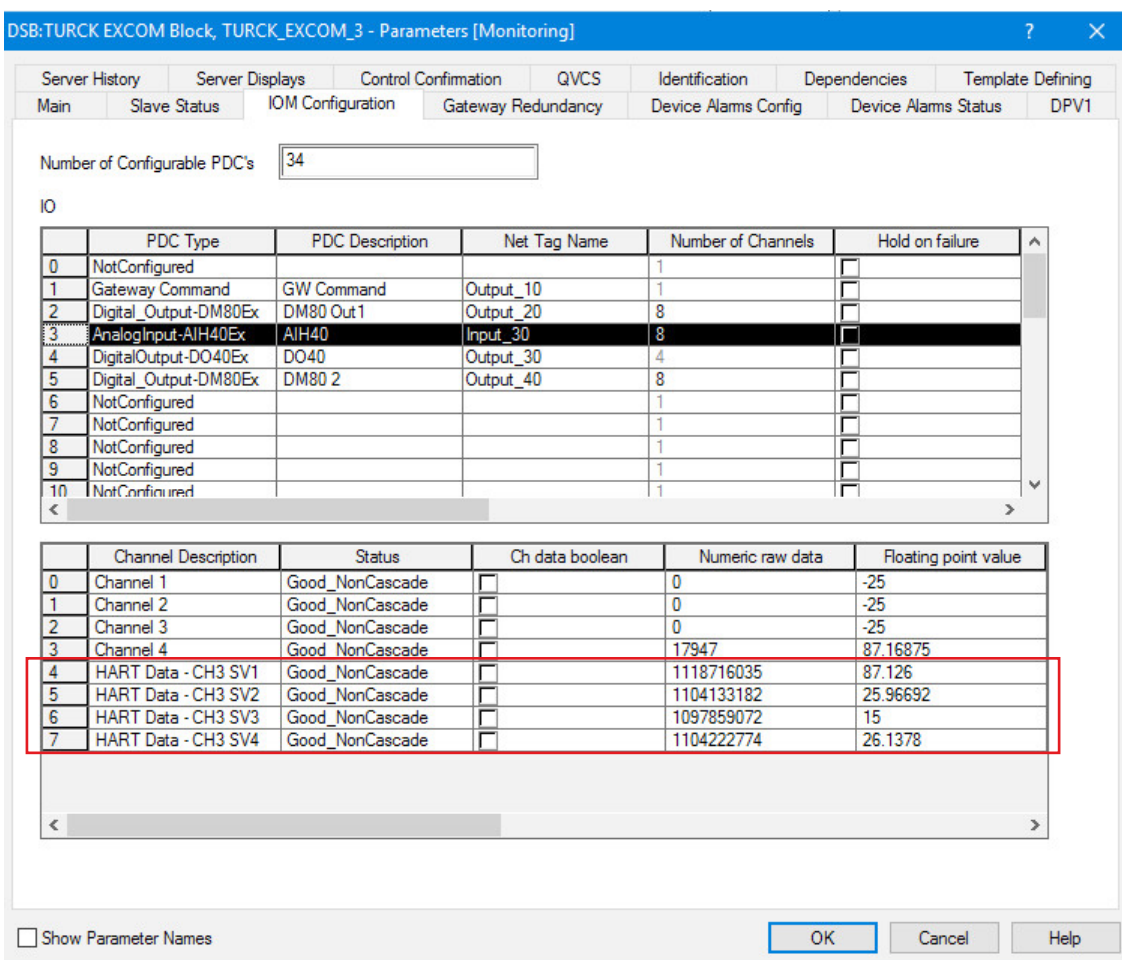 DSB:TURCK EXCOM Block, TURCK_EXCOM_3 - Parameters [Monitoring] ? ×
Server History Server Displays Control Confirmation QVCS Identification Dependencies Template Defining
Main Slave Status IOM Configuration Gateway Redundancy Device Alarms Config Device Alarms Status DPV1
Number of Configurable PDC's 34
IO
PDC Type PDC Description Net Tag Name Number of Channels Hold on failure
0 NotConfigured 1
1 Gateway Command GW Command Output_10 1
2 Digital_Output-DM80Ex DM80 Out1 Output_20 8
3 AnalogInput-AIH40Ex AIH40 Input_30 8
4 DigitalOutput-DO40Ex DO40 Output_30 4
5 Digital_Output-DM80Ex DM80 2 Output_40 8
6 NotConfigured 1
7 NotConfigured 1
8 NotConfigured 1
9 NotConfigured 1
10 NotConfigured 1
Channel Description Status Ch data boolean Numeric raw data Floating point value
0 Channel 1 Good_NonCascade 0 -25
1 Channel 2 Good_NonCascade 0 -25
2 Channel 3 Good_NonCascade 0 -25
3 Channel 4 Good_NonCascade 17947 87.16875
4 HART Data - CH3 SV1 Good_NonCascade 1118716035 87.126
5 HART Data - CH3 SV2 Good_NonCascade 1104133182 25.96692
6 HART Data - CH3 SV3 Good_NonCascade 1097859072 15
7 HART Data - CH3 SV4 Good_NonCascade 1104222774 26.1378
Show Parameter Names OK Cancel Help